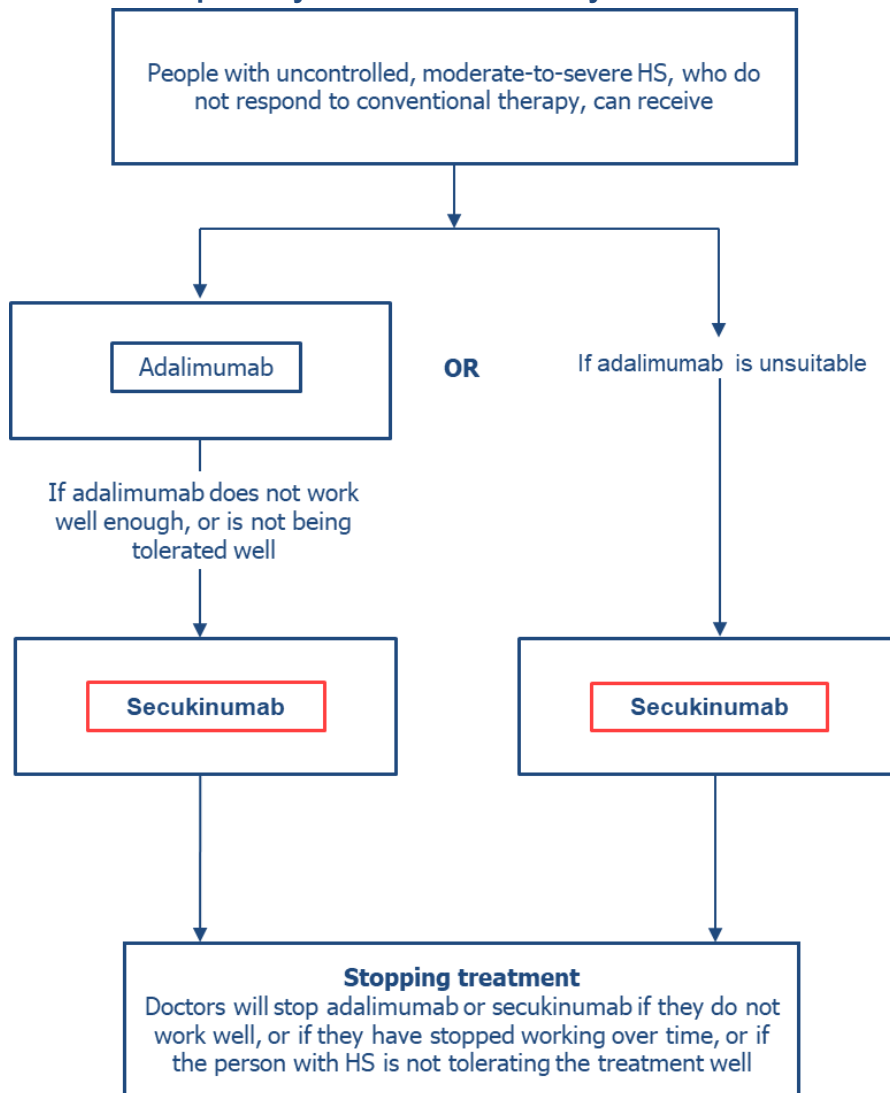 People with uncontrolled, moderate-to-severe HS, who do
not respond to conventional therapy, can receive
Adalimumab
OR
If adalimumab is unsuitable
If adalimumab does not work
well enough, or is not being
tolerated well
Secukinumab
Secukinumab
Stopping treatment
Doctors will stop adalimumab or secukinumab if they do not
work well, or if they have stopped working over time, or if
the person with HS is not tolerating the treatment well